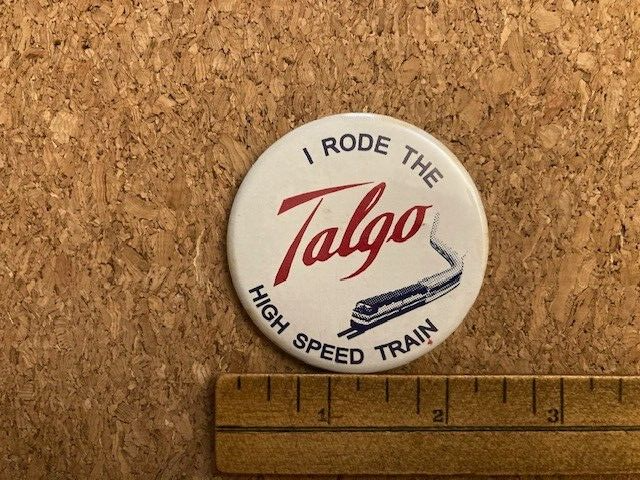 I RODE THE
Talgo
HIGH SPEED TRAIN
1 2 3